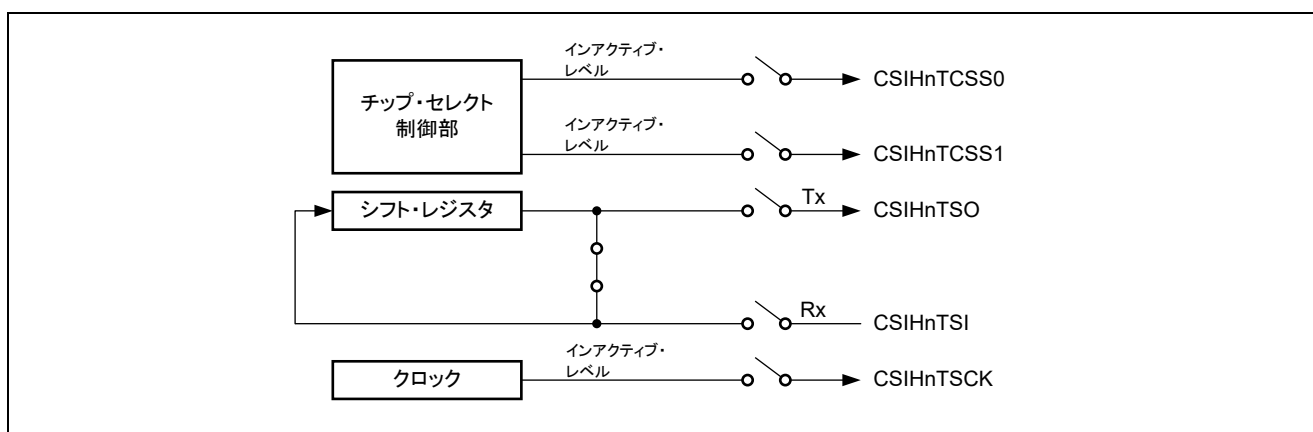 インアクティブ・
レベル
CSIHnTCSS0
チップ・セレクト
制御部
インアクティブ・
レベル
CSIHnTCSS1
シフト・レジスタ
Tx
CSIHnTSO
Rx
CSIHnTSI
インアクティブ・
レベル
クロック
CSIHnTSCK